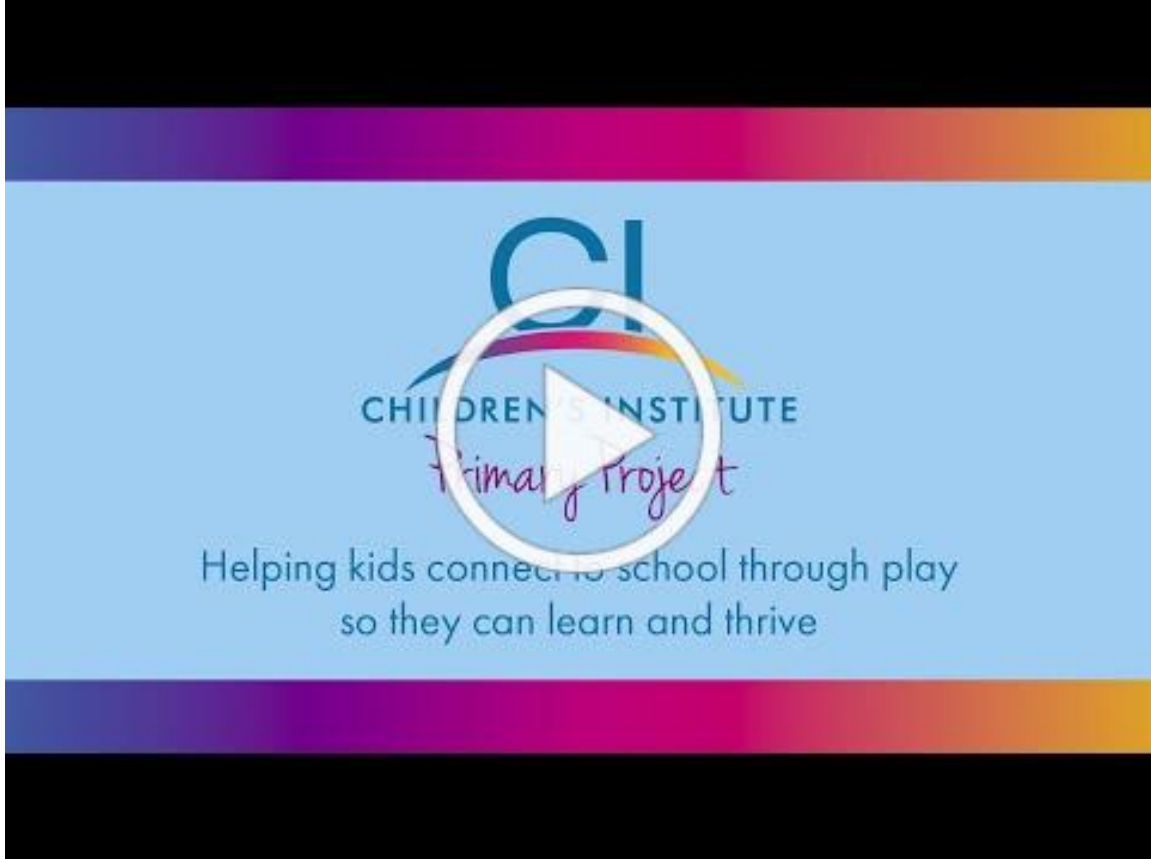 CI
CHILDREN'S INSTITUTE
Primary Project
Helping kids connect to school through play
so they can learn and thrive